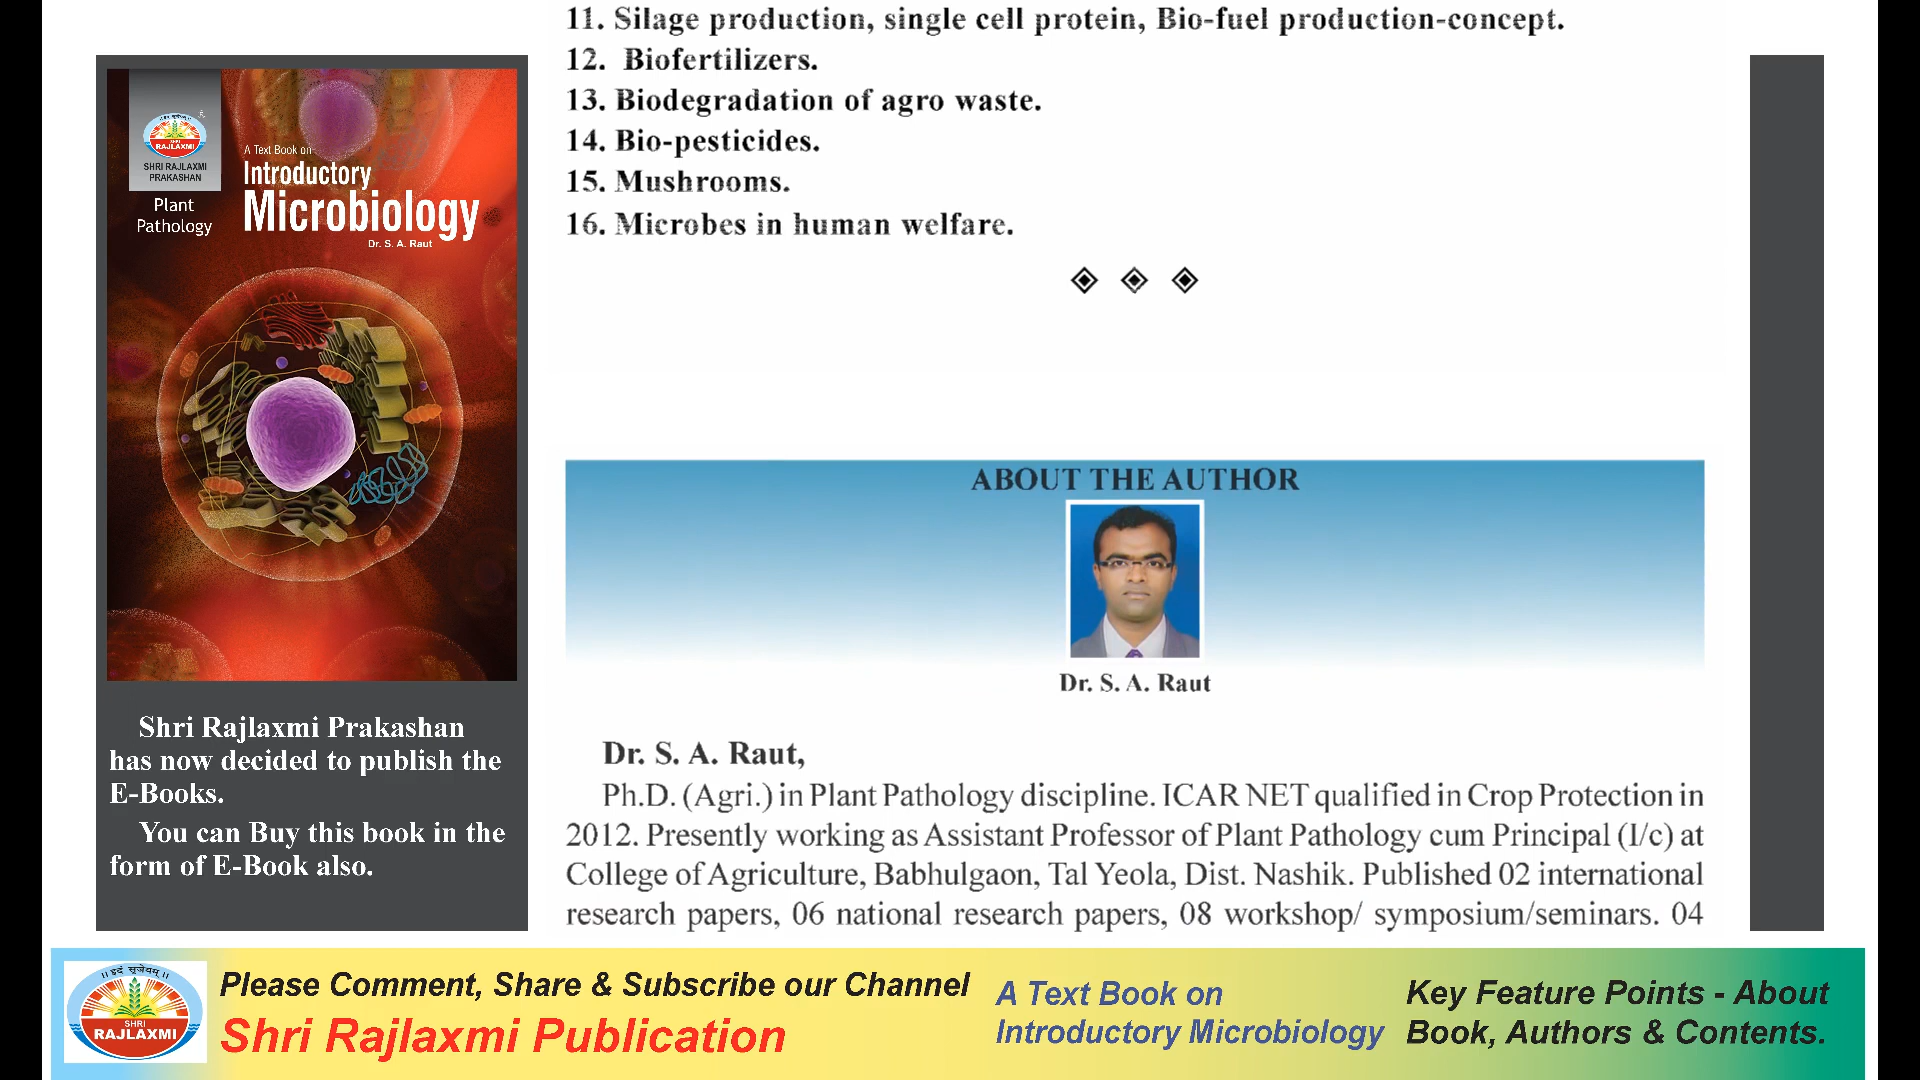 SHRI
RAJLAXMI
SHRI RAJLAXMI
PRAKASHAN
Plant
Pathology
A Text Book on
Introductory
Microbiology
Dr. S. A. Raut
Shri Rajlaxmi Prakashan
has now decided to publish the
E-Books.
You can Buy this book in the
form of E-Book also.
11. Silage production, single cell protein, Bio-fuel production-concept.
12. Biofertilizers.
13. Biodegradation of agro waste.
14. Bio-pesticides.
15. Mushrooms.
16. Microbes in human welfare.
ABOUT THE AUTHOR
Dr. S. A. Raut
Dr. S. A. Raut,
Ph.D. (Agri.) in Plant Pathology discipline. ICAR NET qualified in Crop Protection in
2012. Presently working as Assistant Professor of Plant Pathology cum Principal (I/c) at
College of Agriculture, Babhulgaon, Tal Yeola, Dist. Nashik. Published 02 international
research papers, 06 national research papers, 08 workshop/ symposium/seminars. 04
SHRI
RAJLAXMI
Please Comment, Share & Subscribe our Channel
Shri Rajlaxmi Publication
A Text Book on
Introductory Microbiology
Key Feature Points - About
Book, Authors & Contents.